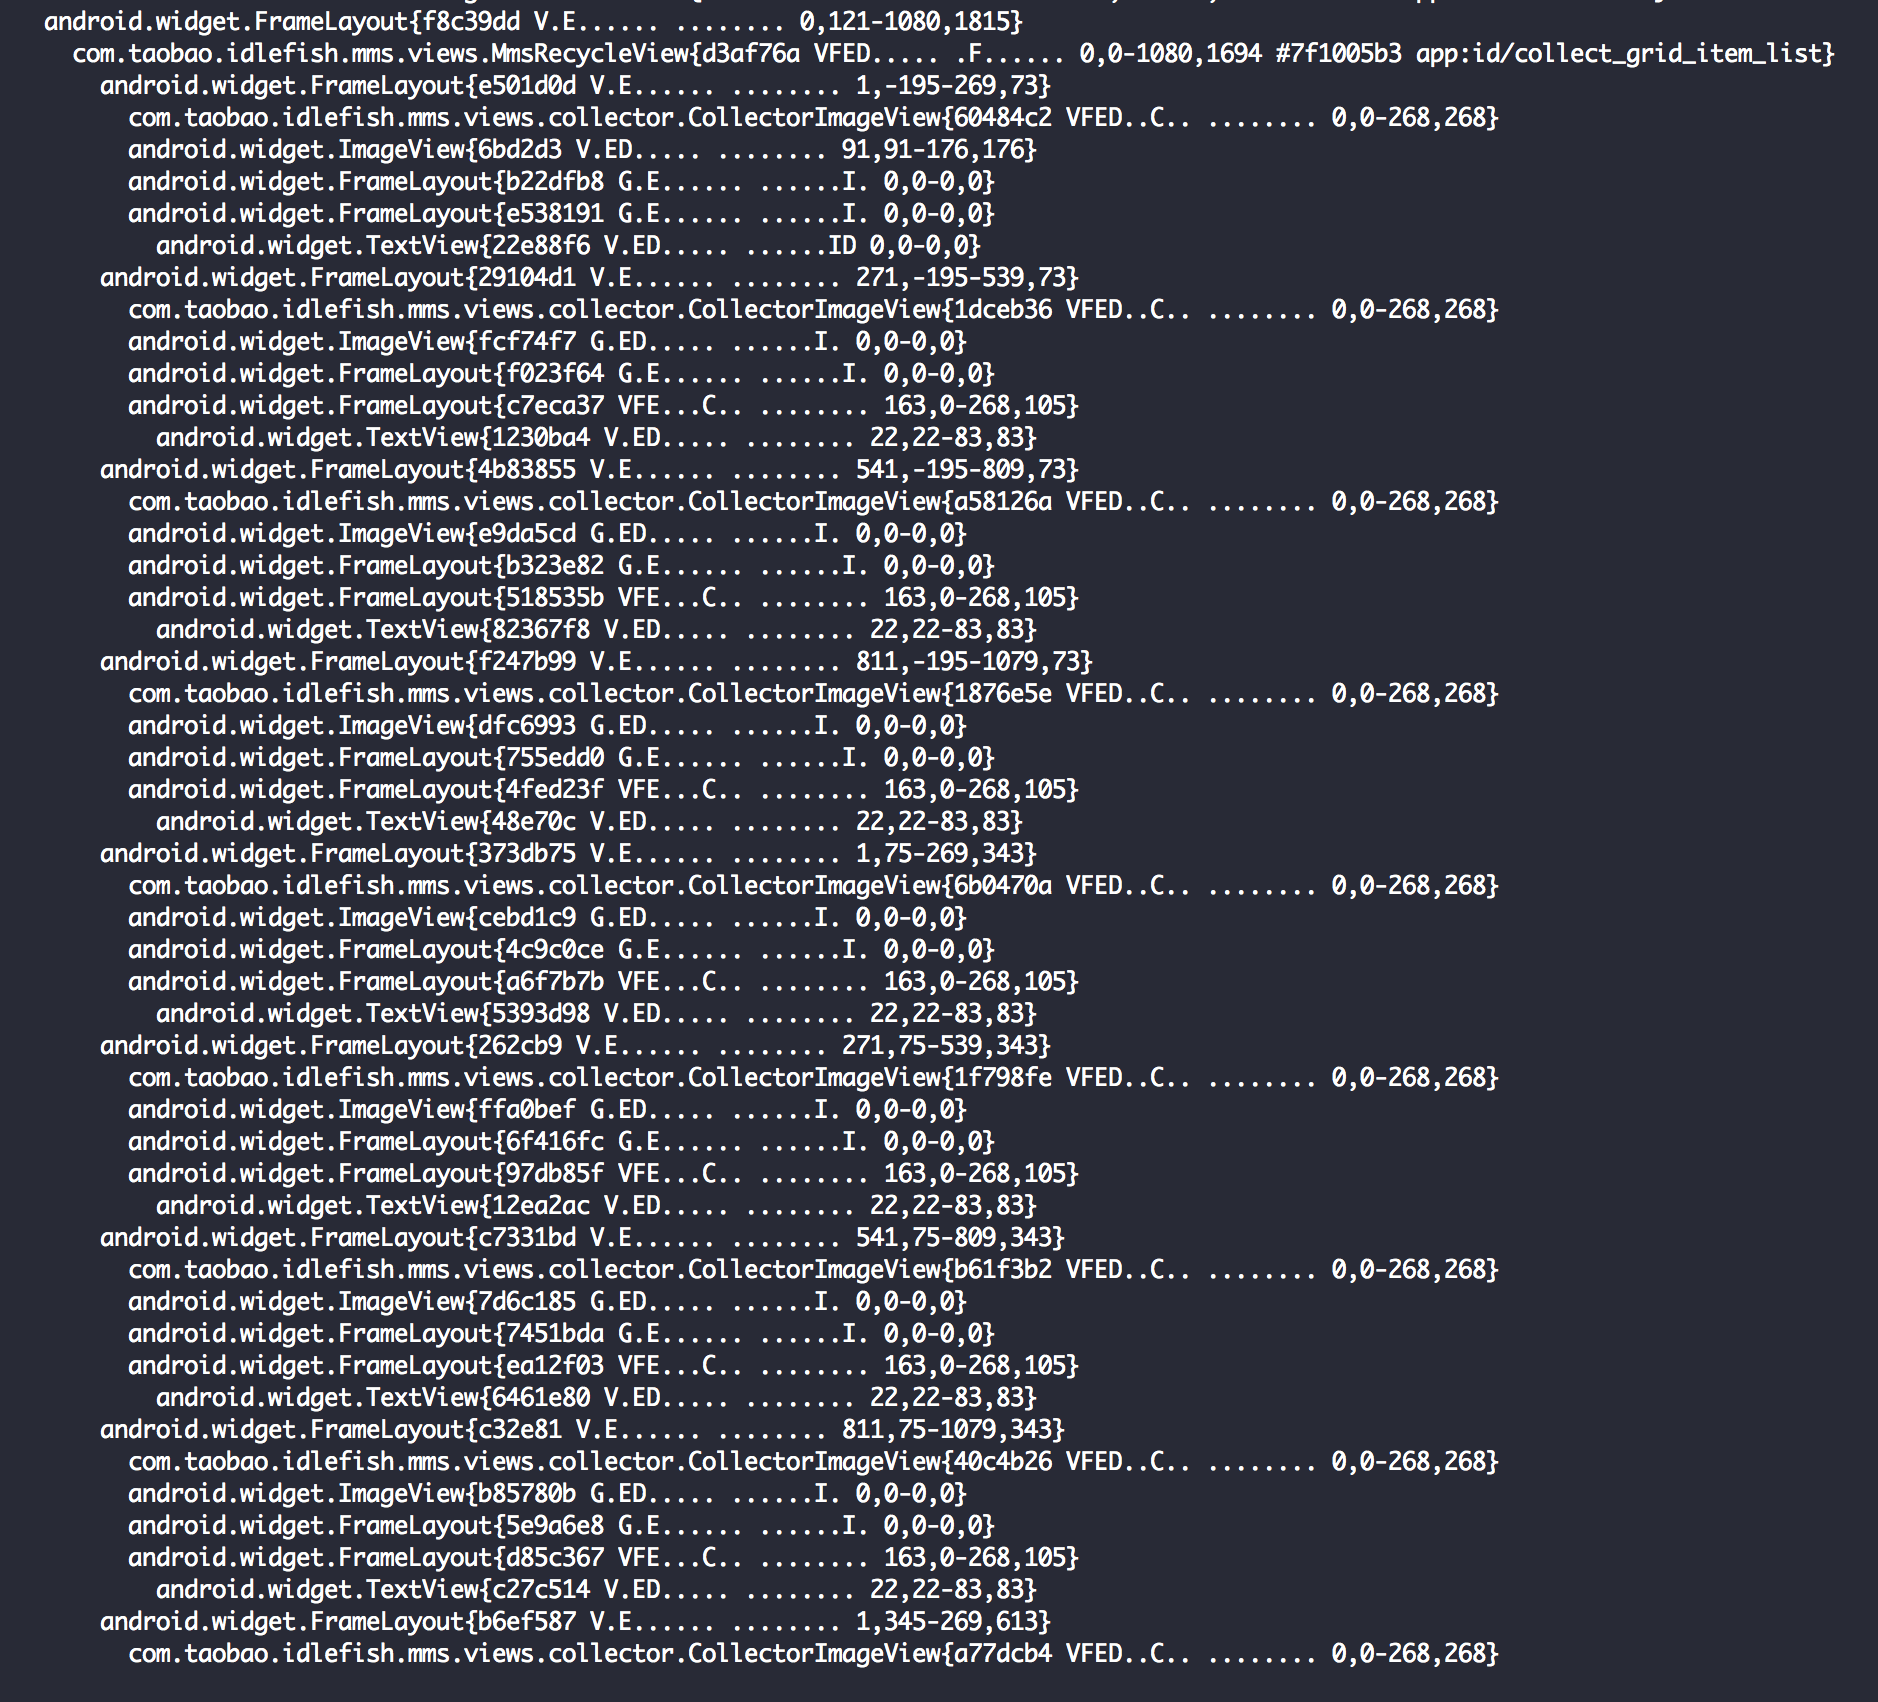 android.widget.FrameLayout{f8c39dd V.E...... ........ 0,121-1080,1815}
com.taobao.idlefish.mms.views.MmsRecycleView{d3af76a VFED..... .F...... 0,0-1080,1694 #7f1005b3 app:id/collect_grid_item_list}
android.widget.FrameLayout{e501d0d V.E...... ........ 1,-195-269,73}
com.taobao.idlefish.mms.views.collector.CollectorImageView{60484c2 VFED..C.. ........ 0,0-268,268}
android.widget.ImageView{6bd2d3 V.ED..... ........ 91,91-176,176}
android.widget.FrameLayout{b22dfb8 G.E...... ......I. 0,0-0,0}
android.widget.FrameLayout{e538191 G.E...... ......I. 0,0-0,0}
android.widget.TextView{22e88f6 V.ED..... ......ID 0,0-0,0}
android.widget.FrameLayout{29104d1 V.E...... ........ 271,-195-539,73}
com.taobao.idlefish.mms.views.collector.CollectorImageView{1dceb36 VFED..C.. ........ 0,0-268,268}
android.widget.ImageView{fcf74f7 G.ED..... ......I. 0,0-0,0}
android.widget.FrameLayout{f023f64 G.E...... ......I. 0,0-0,0}
android.widget.FrameLayout{c7eca37 VFE...C.. ........ 163,0-268,105}
android.widget.TextView{1230ba4 V.ED..... ........ 22,22-83,83}
android.widget.FrameLayout{4b83855 V.E...... ........ 541,-195-809,73}
com.taobao.idlefish.mms.views.collector.CollectorImageView{a58126a VFED..C.. ........ 0,0-268,268}
android.widget.ImageView{e9da5cd G.ED..... ......I. 0,0-0,0}
android.widget.FrameLayout{b323e82 G.E...... ......I. 0,0-0,0}
android.widget.FrameLayout{518535b VFE...C.. ........ 163,0-268,105}
android.widget.TextView{82367f8 V.ED..... ........ 22,22-83,83}
android.widget.FrameLayout{f247b99 V.E...... ........ 811,-195-1079,73}
com.taobao.idlefish.mms.views.collector.CollectorImageView{1876e5e VFED..C.. ........ 0,0-268,268}
android.widget.ImageView{dfc6993 G.ED..... ......I. 0,0-0,0}
android.widget.FrameLayout{755edd0 G.E...... ......I. 0,0-0,0}
android.widget.FrameLayout{4fed23f VFE...C.. ........ 163,0-268,105}
android.widget.TextView{48e70c V.ED..... ........ 22,22-83,83}
android.widget.FrameLayout{373db75 V.E...... ........ 1,75-269,343}
com.taobao.idlefish.mms.views.collector.CollectorImageView{6b0470a VFED..C.. ........ 0,0-268,268}
android.widget.ImageView{cebd1c9 G.ED..... ......I. 0,0-0,0}
android.widget.FrameLayout{4c9c0ce G.E...... ......I. 0,0-0,0}
android.widget.FrameLayout{a6f7b7b VFE...C.. ........ 163,0-268,105}
android.widget.TextView{5393d98 V.ED..... ........ 22,22-83,83}
android.widget.FrameLayout{262cb9 V.E...... ........ 271,75-539,343}
com.taobao.idlefish.mms.views.collector.CollectorImageView{1f798fe VFED..C.. ........ 0,0-268,268}
android.widget.ImageView{ffa0bef G.ED..... ......I. 0,0-0,0}
android.widget.FrameLayout{6f416fc G.E...... ......I. 0,0-0,0}
android.widget.FrameLayout{97db85f VFE...C.. ........ 163,0-268,105}
android.widget.TextView{12ea2ac V.ED..... ........ 22,22-83,83}
android.widget.FrameLayout{c7331bd V.E...... ........ 541,75-809,343}
com.taobao.idlefish.mms.views.collector.CollectorImageView{b61f3b2 VFED..C.. ........ 0,0-268,268}
android.widget.ImageView{7d6c185 G.ED..... ......I. 0,0-0,0}
android.widget.FrameLayout{7451bda G.E...... ......I. 0,0-0,0}
android.widget.FrameLayout{ea12f03 VFE...C.. ........ 163,0-268,105}
android.widget.TextView{6461e80 V.ED..... ........ 22,22-83,83}
android.widget.FrameLayout{c32e81 V.E...... ........ 811,75-1079,343}
com.taobao.idlefish.mms.views.collector.CollectorImageView{40c4b26 VFED..C.. ........ 0,0-268,268}
android.widget.ImageView{b85780b G.ED..... ......I. 0,0-0,0}
android.widget.FrameLayout{5e9a6e8 G.E...... ......I. 0,0-0,0}
android.widget.FrameLayout{d85c367 VFE...C.. ........ 163,0-268,105}
android.widget.TextView{c27c514 V.ED..... ........ 22,22-83,83}
android.widget.FrameLayout{b6ef587 V.E...... ........ 1,345-269,613}
com.taobao.idlefish.mms.views.collector.CollectorImageView{a77dcb4 VFED..C.. ........ 0,0-268,268}